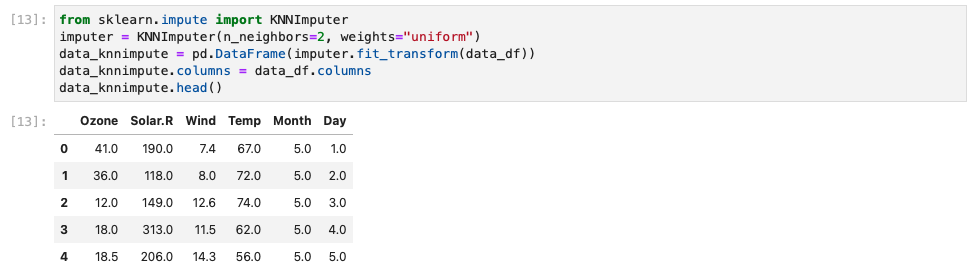 [13]: from sklearn.impute import KNNImputer
imputer = KNNImputer(n_neighbors=2, weights="uniform")
data_knnimpute = pd.DataFrame(imputer.fit_transform(data_df))
data_knnimpute.columns = data_df.columns
data_knnimpute.head()
[13]: Ozone Solar.R Wind Temp Month Day
0 41.0 190.0 7.4 67.0 5.0 1.0
1 36.0 118.0 8.0 72.0 5.0 2.0
2 12.0 149.0 12.6 74.0 5.0 3.0
3 18.0 313.0 11.5 62.0 5.0 4.0
4 18.5 206.0 14.3 56.0 5.0 5.0